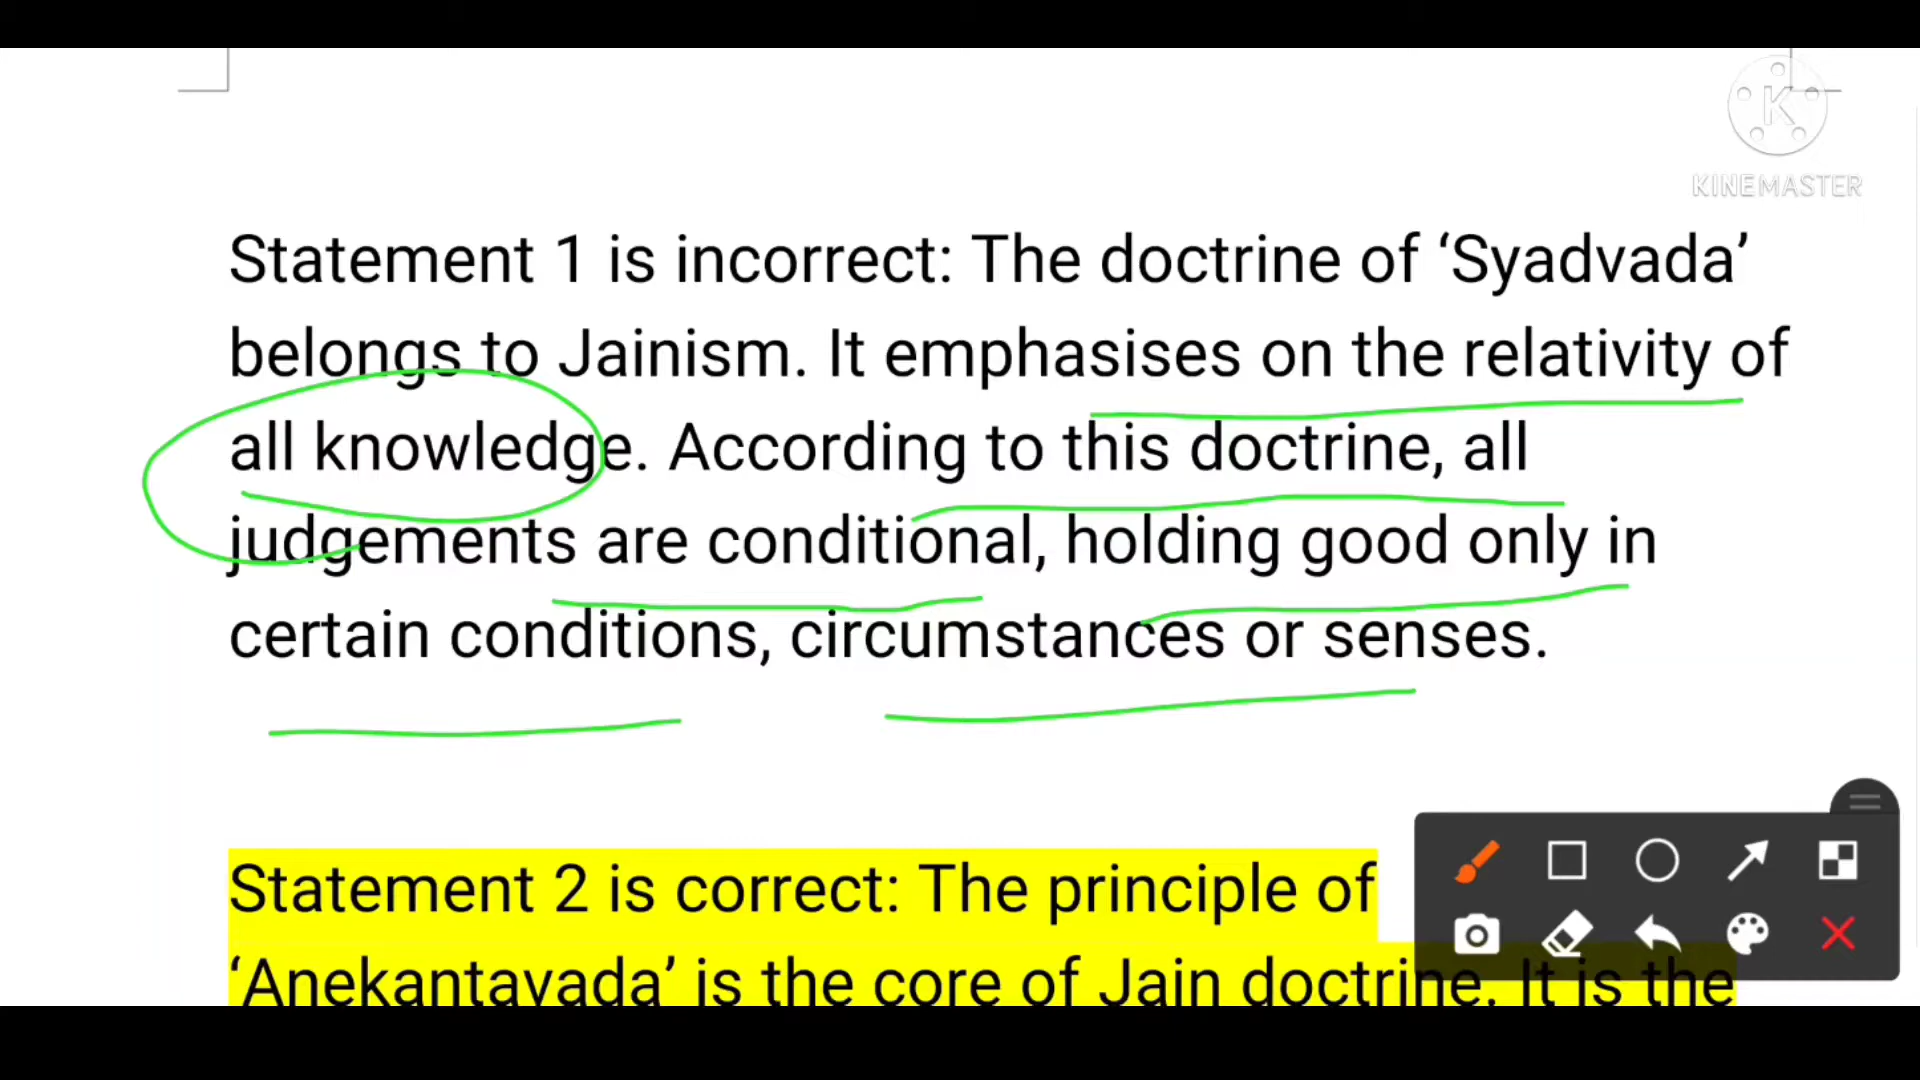 K
KINEMASTER
Statement 1 is incorrect: The doctrine of ‘Syadvada’
belongs to Jainism. It emphasises on the relativity of
all knowledge. According to this doctrine, all
judgements are conditional, holding good only in
certain conditions, circumstances or senses.
Statement 2 is correct: The principle of
‘Anekantavada’ is the core of Jain doctrine. It is the